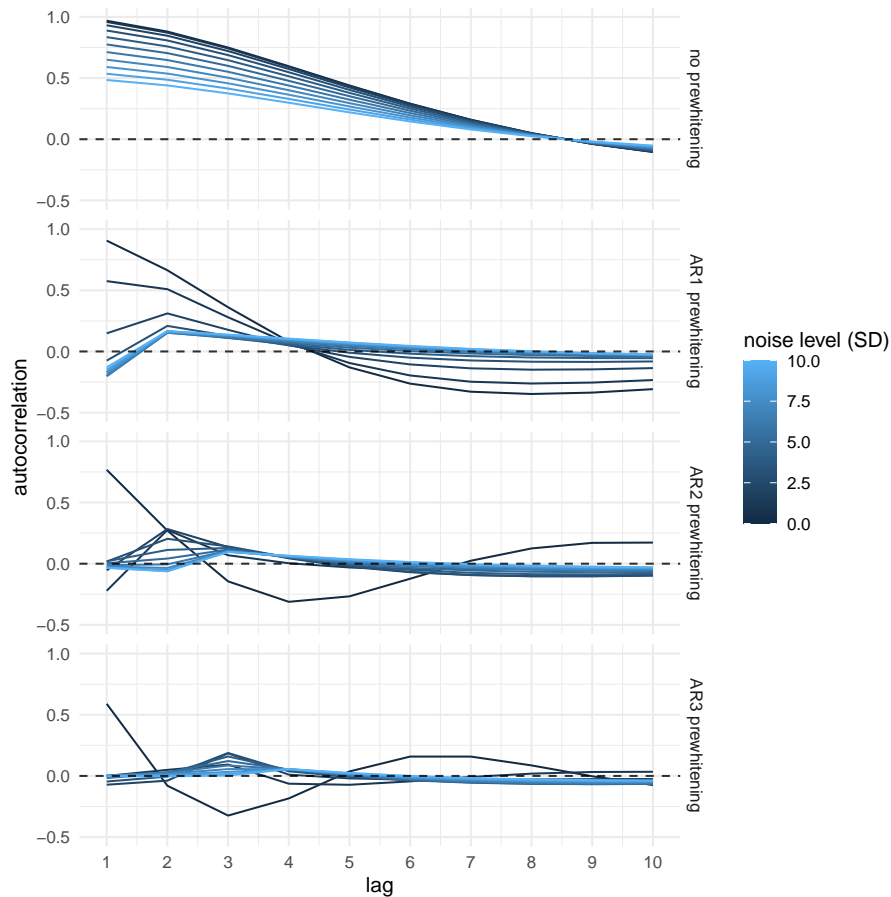 1.0
0.5
0.0
−0.5
no prewhitening
1.0
0.5
0.0
−0.5
AR1 prewhitening
1.0
0.5
0.0
−0.5
AR2 prewhitening
1.0
0.5
0.0
−0.5
AR3 prewhitening
1 2 3 4 5 6 7 8 9 10
lag
autocorrelation
noise level (SD)
10.0
7.5
5.0
2.5
0.0